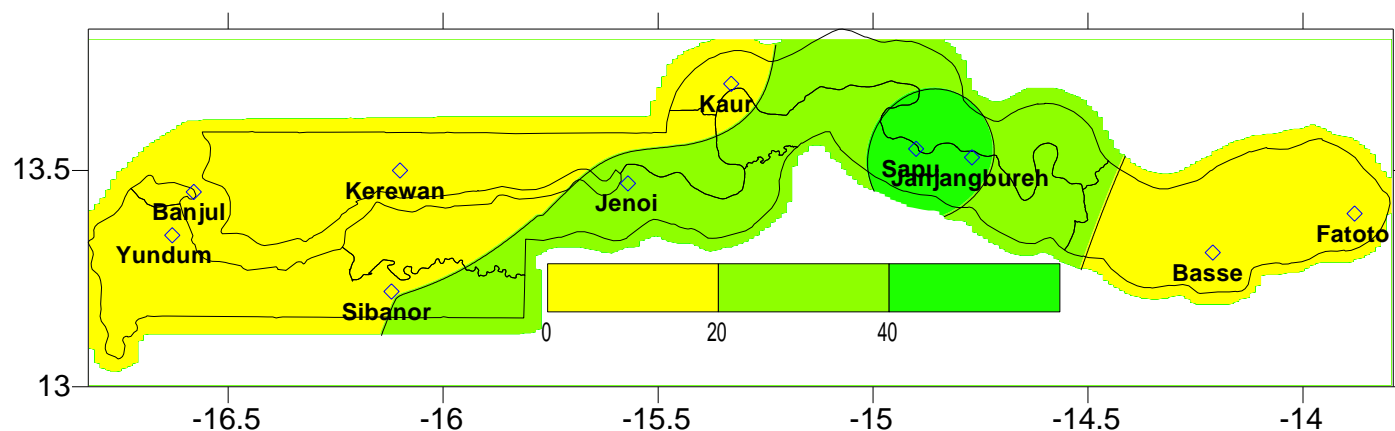 Kaur
13.5
Kerewan
Sapu
Janjangbureh
Jenoi
Banjul
Yundum
Fatoto
Basse
Sibanor
0 20 40
13
-16.5 -16 -15.5 -15 -14.5 -14